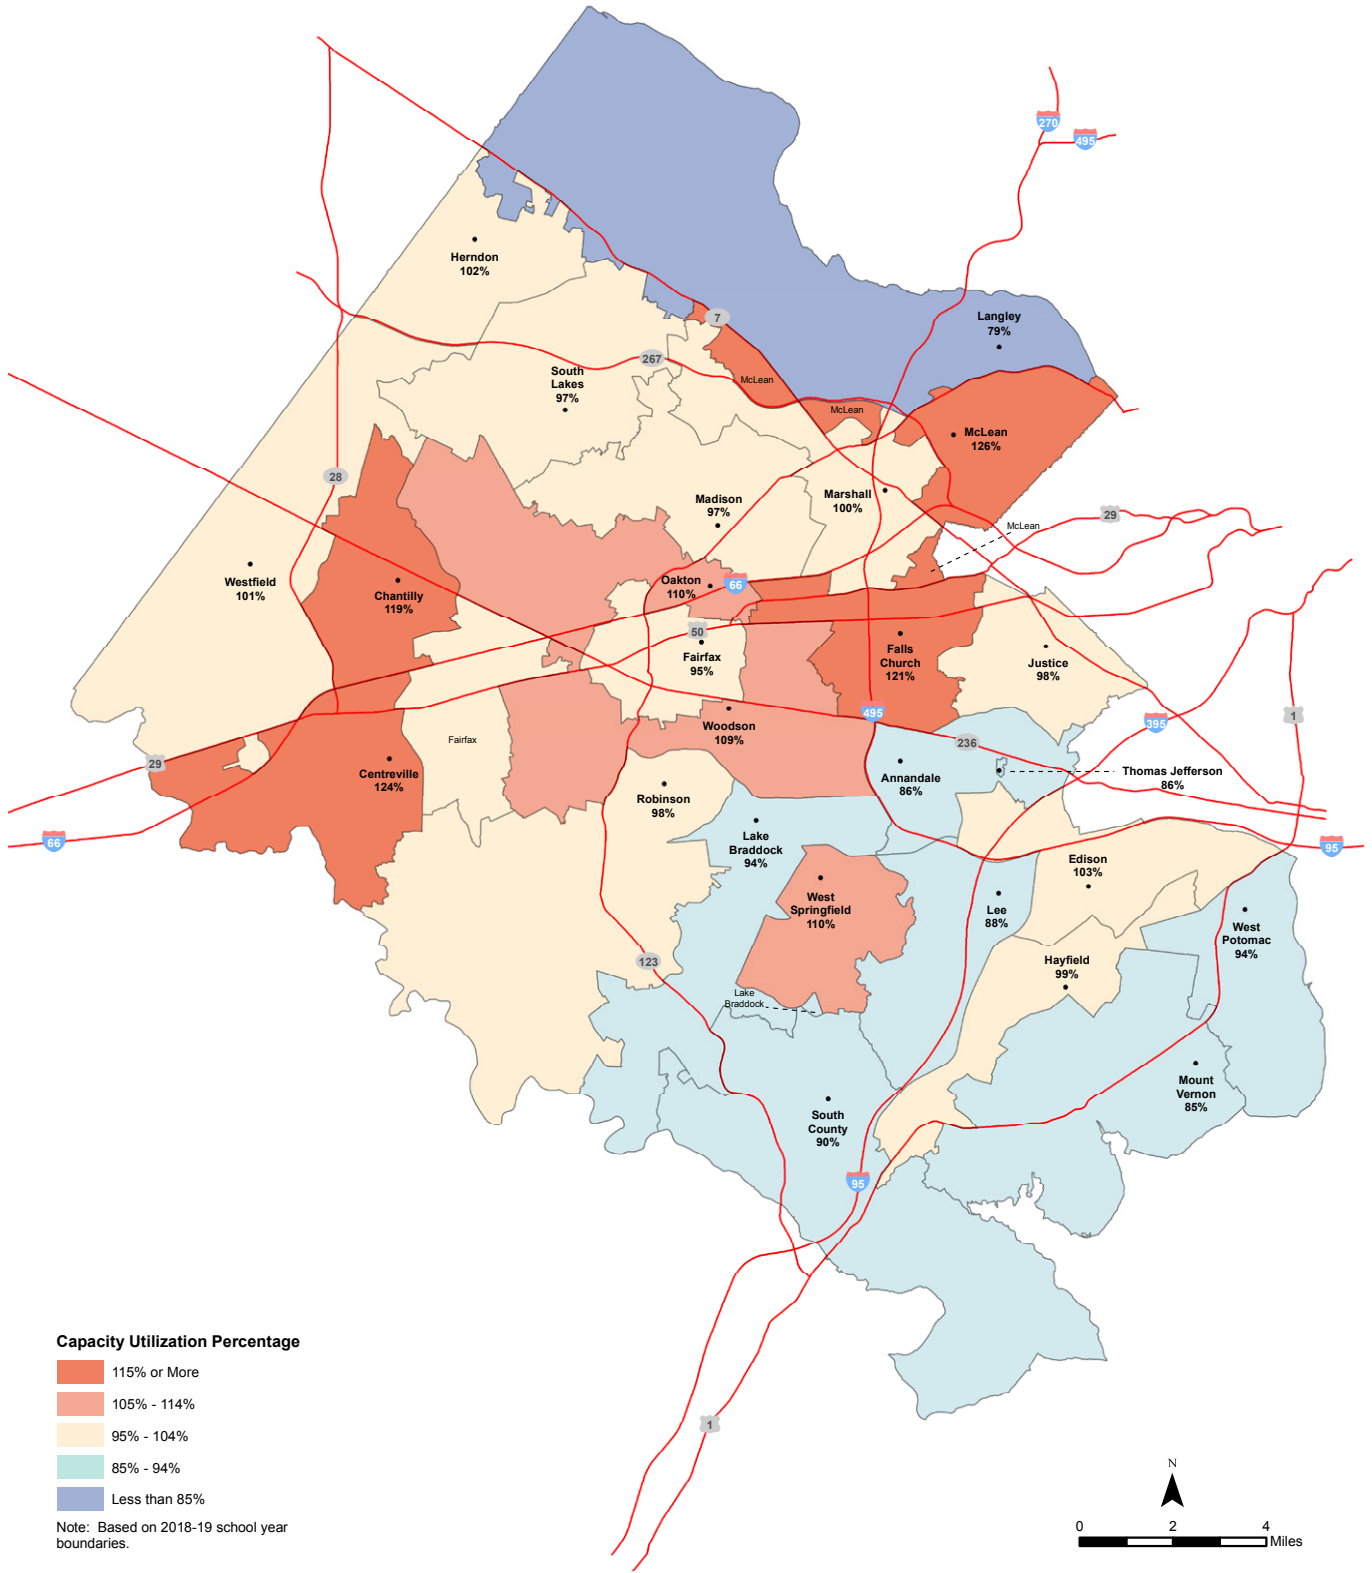 270
495
Herndon
102%
Langley
79%
7
267
McLean
South
Lakes
97%
McLean
McLean
126%
28
Madison
97%
Marshall
100%
29
McLean
Westfield
101%
Chantilly
119%
Oakton
110%
66
50
Fairfax
95%
Falls
Church
121%
Justice
98%
Woodson
109%
495
395
1
Fairfax
236
29
Centreville
124%
Annandale
86%
Thomas Jefferson
86%
Robinson
98%
66
Lake
Braddock
94%
95
Edison
103%
West
Springfield
110%
Lee
88%
West
Potomac
94%
123
Hayfield
99%
Lake
Braddock
Mount
Vernon
85%
South
County
90%
95
Capacity Utilization Percentage
115% or More
105% - 114%
95% - 104%
85% - 94%
Less than 85%
Note: Based on 2018-19 school year
boundaries.
1
N
0 2 4
Miles